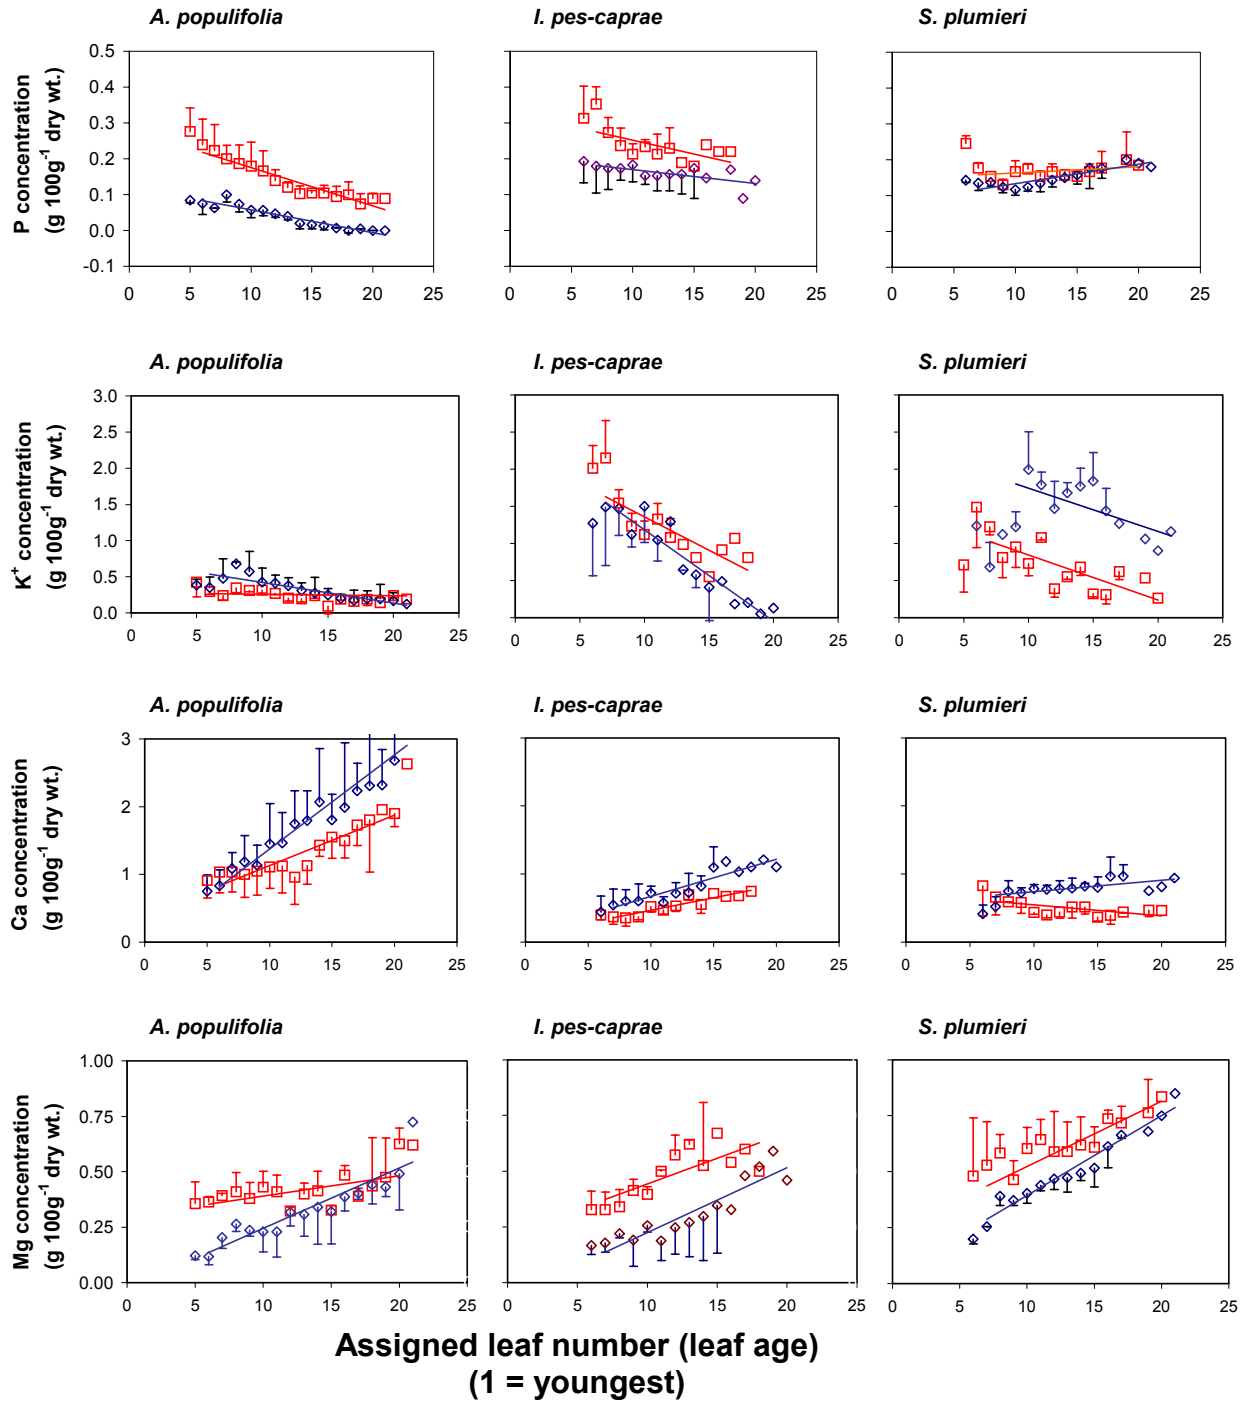 A. populifolia I. pes-caprae S. plumieri
P concentration
(g 100g-1 dry wt.)
0.5
0.4
0.3
0.2
0.1
0.0
-0.1
0 5 10 15 20 25 0 5 10 15 20 25 0 5 10 15 20 25
A. populifolia I. pes-caprae S. plumieri
K+ concentration
(g 100g-1 dry wt.)
3.0
2.5
2.0
1.5
1.0
0.5
0.0
0 5 10 15 20 25 0 5 10 15 20 25 0 5 10 15 20 25
A. populifolia I. pes-caprae S. plumieri
Ca concentration
(g 100g-1 dry wt.)
3
2
1
0
0 5 10 15 20 25 0 5 10 15 20 25 0 5 10 15 20 25
A. populifolia I. pes-caprae S. plumieri
Mg concentration
(g 100g-1 dry wt.)
1.00
0.75
0.50
0.25
0.00
0 5 10 15 20 25 0 5 10 15 20 25 0 5 10 15 20 25
Assigned leaf number (leaf age)
(1 = youngest)